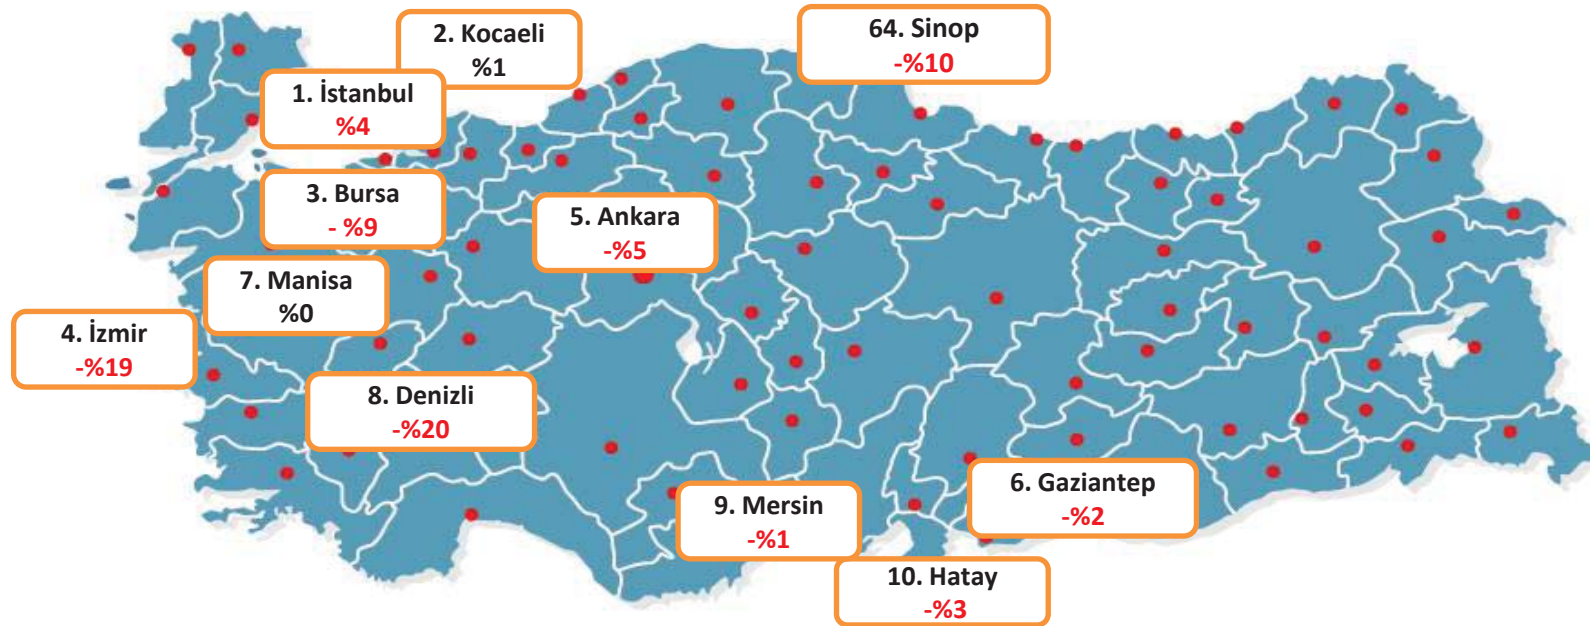 2. Kocaeli
%1
64. Sinop
-%10
1. İstanbul
%4
3. Bursa
- %9
5. Ankara
-%5
7. Manisa
%0
4. İzmir
-%19
8. Denizli
-%20
6. Gaziantep
-%2
9. Mersin
-%1
10. Hatay
-%3